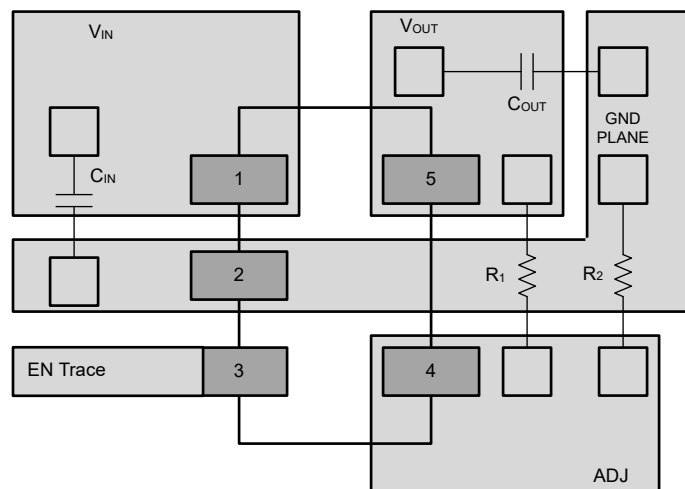 VIN
VOUT
COUT
GND
PLANE
CIN
1
5
2
R1
R2
EN Trace
3
4
ADJ